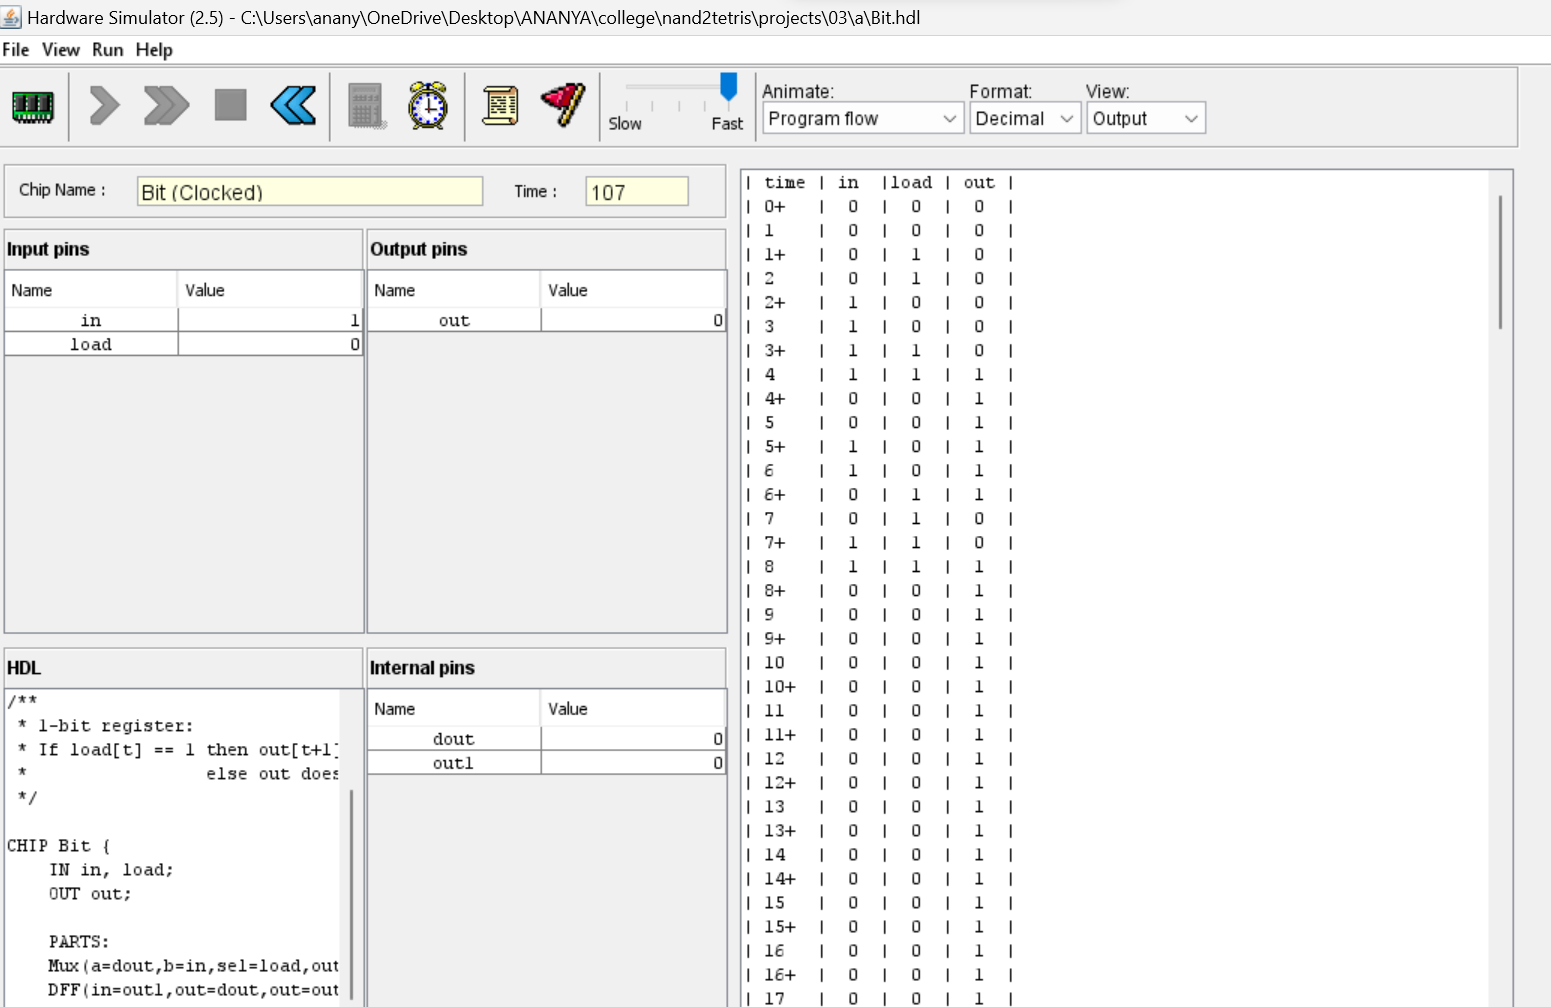 Hardware Simulator (2.5) - C:\Users\anany\OneDrive\Desktop\ANANYA\college\nand2tetris\projects\03\a\Bit.hdl
File View Run Help
Slow Fast
Animate: Format: View:
Program flow Decimal Output
Chip Name : Bit (Clocked) Time : 107
Input pins
Name Value
in 1
load 0
Output pins
Name Value
out 0
HDL
/**
* 1-bit register:
* If load[t] == 1 then out[t+1]
* else out does
*/
CHIP Bit {
IN in, load;
OUT out;
PARTS:
Mux(a=dout,b=in,sel=load,out
DFF(in=out1,out=dout,out=out
Internal pins
Name Value
dout 0
out1 0
| time | in |load | out |
| 0+ | 0 | 0 | 0 |
| 1 | 0 | 0 | 0 |
| 1+ | 0 | 1 | 0 |
| 2 | 0 | 1 | 0 |
| 2+ | 1 | 0 | 0 |
| 3 | 1 | 0 | 0 |
| 3+ | 1 | 1 | 0 |
| 4 | 1 | 1 | 1 |
| 4+ | 0 | 0 | 1 |
| 5 | 0 | 0 | 1 |
| 5+ | 1 | 0 | 1 |
| 6 | 1 | 0 | 1 |
| 6+ | 0 | 1 | 1 |
| 7 | 0 | 1 | 0 |
| 7+ | 1 | 1 | 0 |
| 8 | 1 | 1 | 1 |
| 8+ | 0 | 0 | 1 |
| 9 | 0 | 0 | 1 |
| 9+ | 0 | 0 | 1 |
| 10 | 0 | 0 | 1 |
| 10+ | 0 | 0 | 1 |
| 11 | 0 | 0 | 1 |
| 11+ | 0 | 0 | 1 |
| 12 | 0 | 0 | 1 |
| 12+ | 0 | 0 | 1 |
| 13 | 0 | 0 | 1 |
| 13+ | 0 | 0 | 1 |
| 14 | 0 | 0 | 1 |
| 14+ | 0 | 0 | 1 |
| 15 | 0 | 0 | 1 |
| 15+ | 0 | 0 | 1 |
| 16 | 0 | 0 | 1 |
| 16+ | 0 | 0 | 1 |
| 17 | 0 | 0 | 1 |